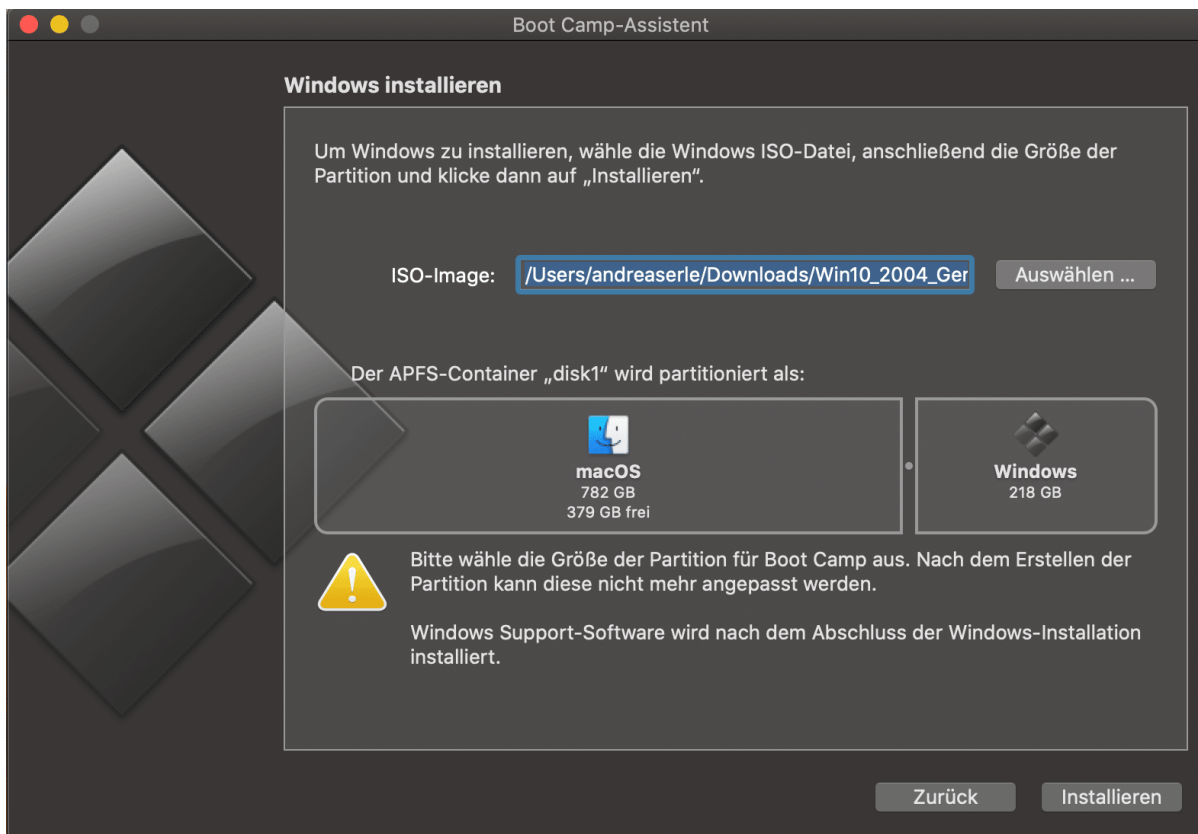 Boot Camp-Assistent
Windows installieren
Um Windows zu installieren, wähle die Windows ISO-Datei, anschließend die Größe der
Partition und klicke dann auf „Installieren“.
ISO-Image: /Users/andreaserle/Downloads/Win10_2004_Ger Auswählen ...
Der APFS-Container „disk1“ wird partitioniert als:
macOS
782 GB
379 GB frei
Windows
218 GB
Bitte wähle die Größe der Partition für Boot Camp aus. Nach dem Erstellen der
Partition kann diese nicht mehr angepasst werden.
Windows Support-Software wird nach dem Abschluss der Windows-Installation
installiert.
Zurück Installieren